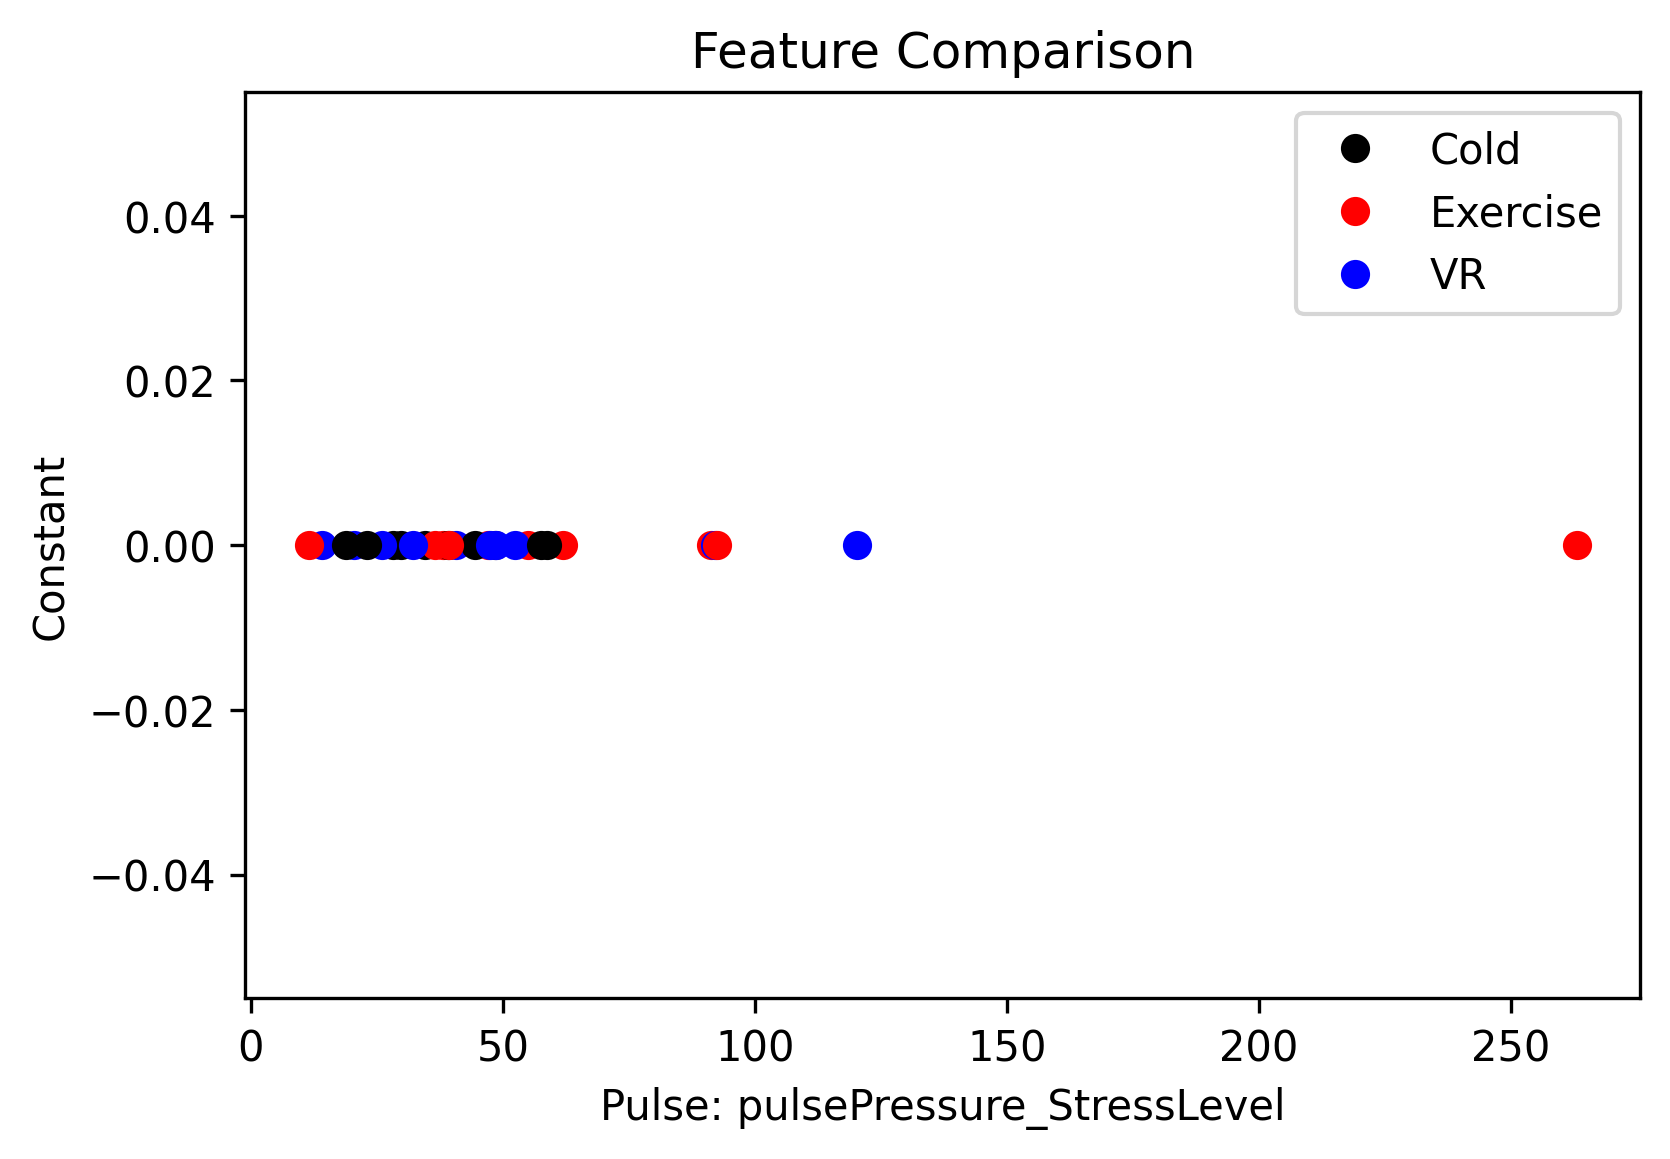 Feature Comparison
Cold
Exercise
VR
0.04
0.02
0.00
−0.02
−0.04
Constant
0
50
100
150
200
250
Pulse: pulsePressure_StressLevel